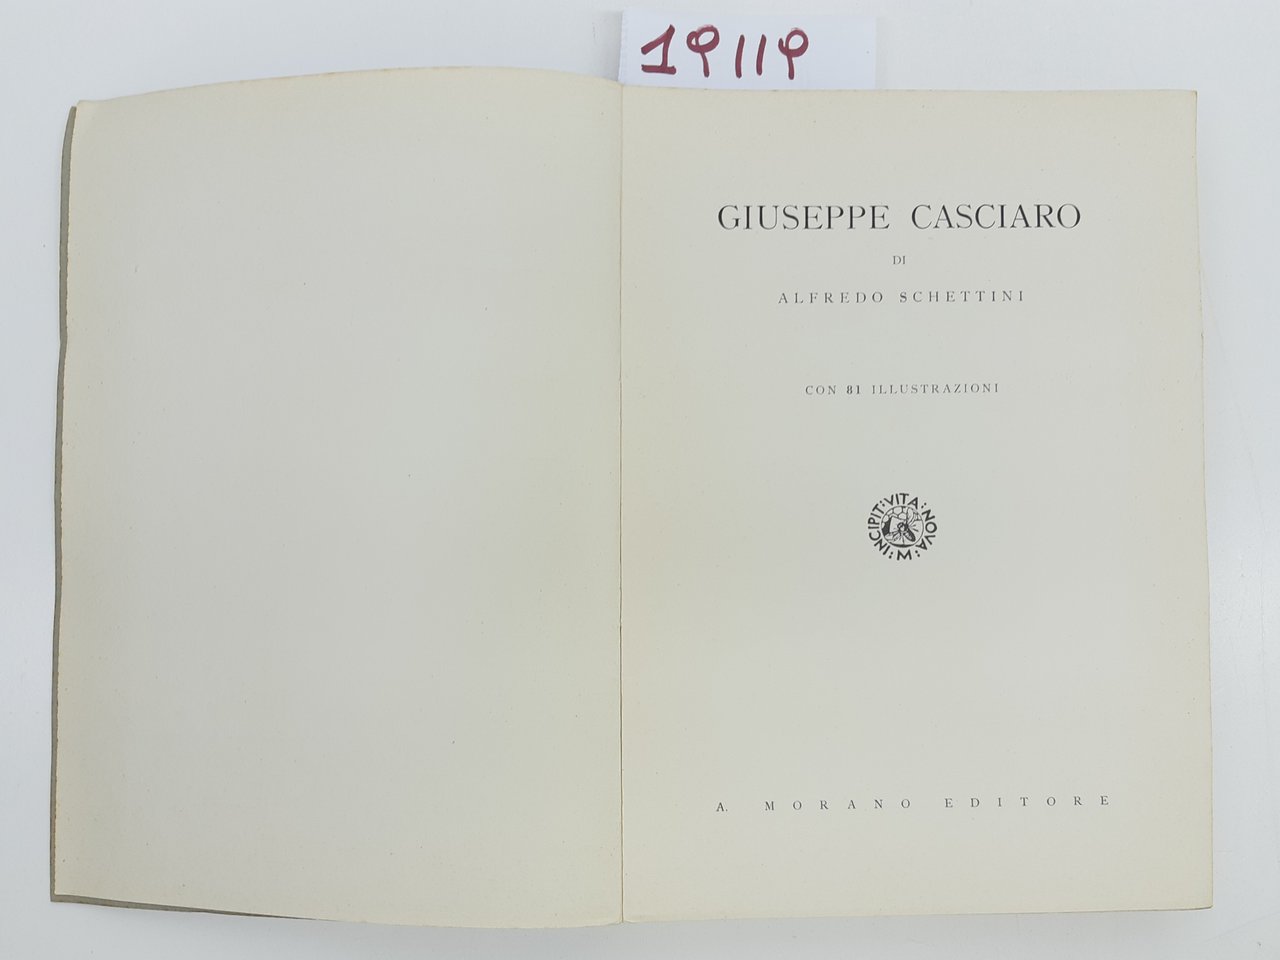 19119
GIUSEPPE CASCIARO
DI
ALFREDO SCHETTINI
CON 81 ILLUSTRAZIONI
INCIPIT:VITA:NOVA:M:
A. MORANO EDITORE